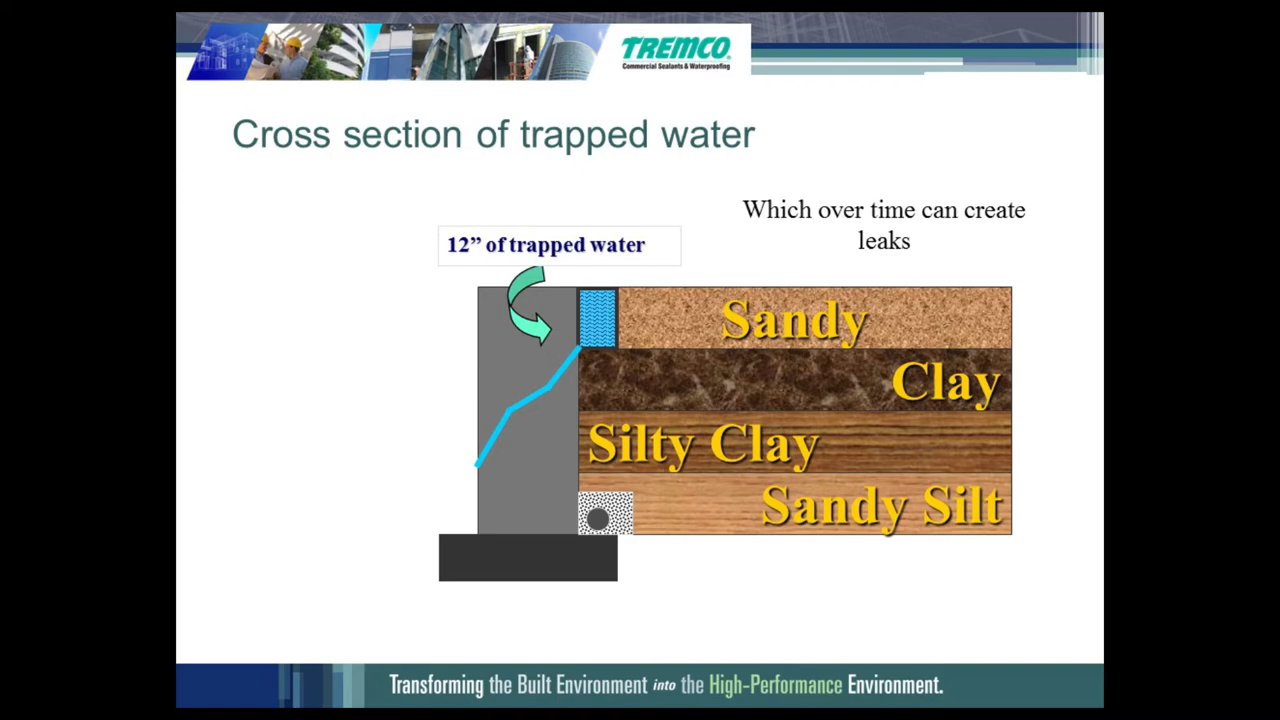 TREMCO
Commercial Sealants & Waterproofing
Cross section of trapped water
Which over time can create
leaks
12” of trapped water
Sandy
Clay
Silty Clay
Sandy Silt
Transforming the Built Environment into the High-Performance Environment.